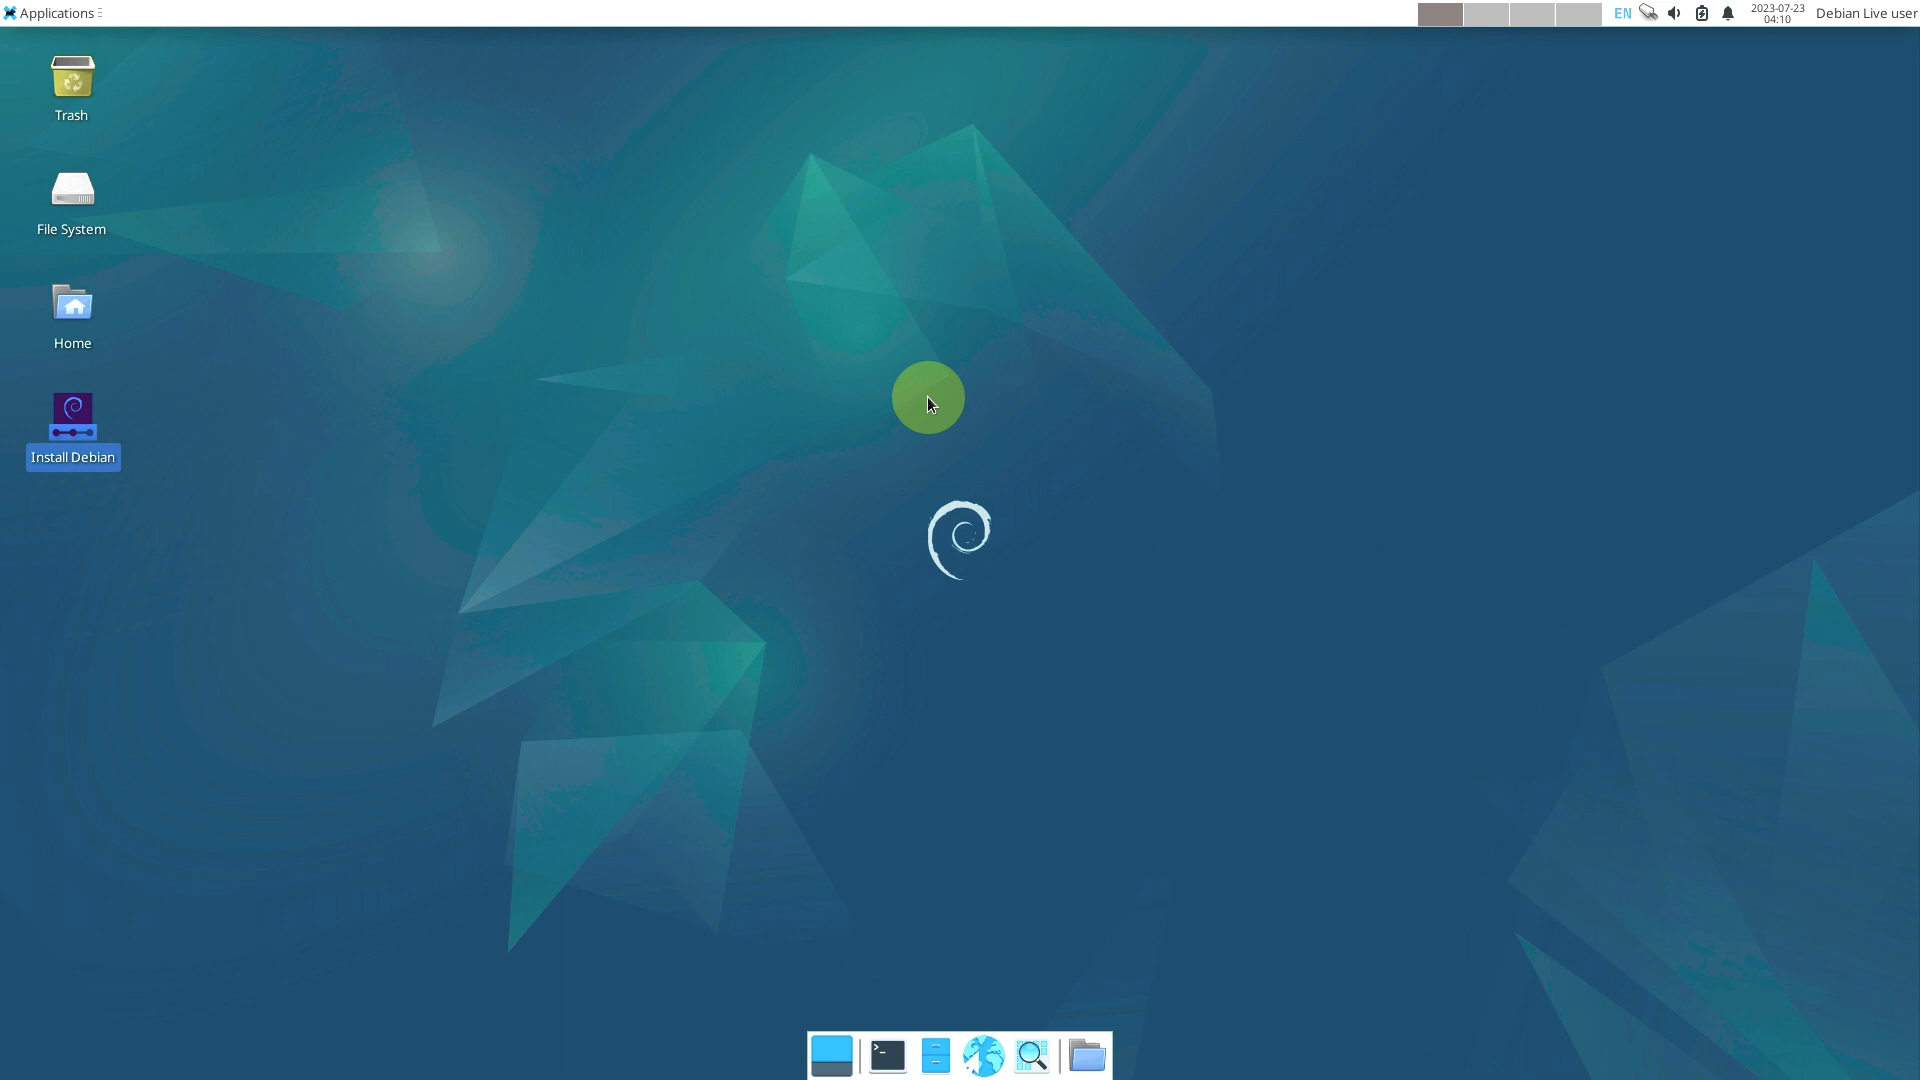 Applications
EN
2023-07-23
04:10
Debian Live user
Trash
File System
Home
Install Debian